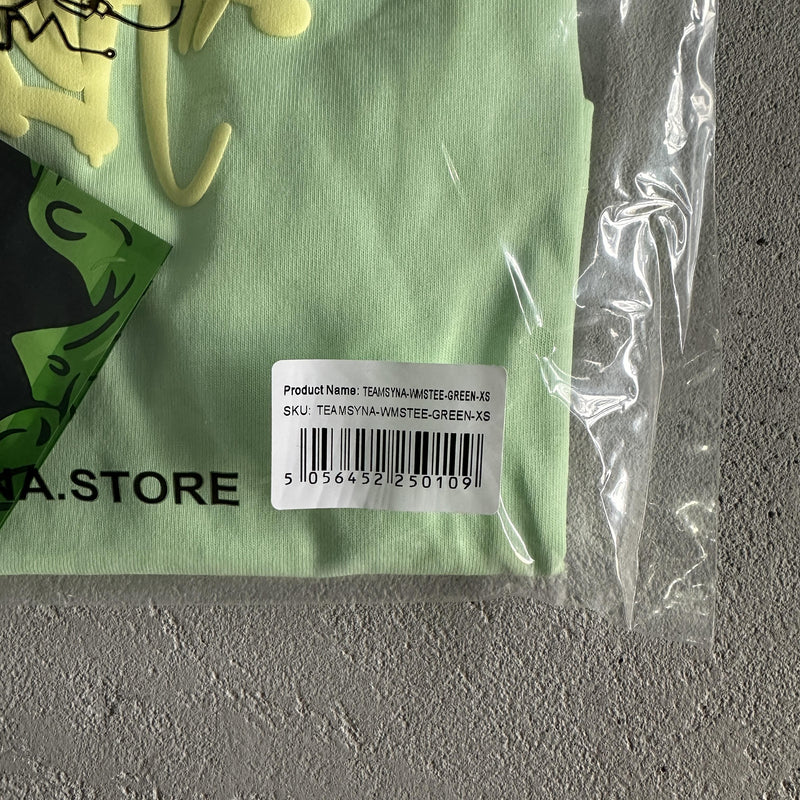 Product Name: TEAMSYNA-WMSTEE-GREEN-XS
SKU: TEAMSYNA-WMSTEE-GREEN-XS
5 056452 250109
NA.STORE